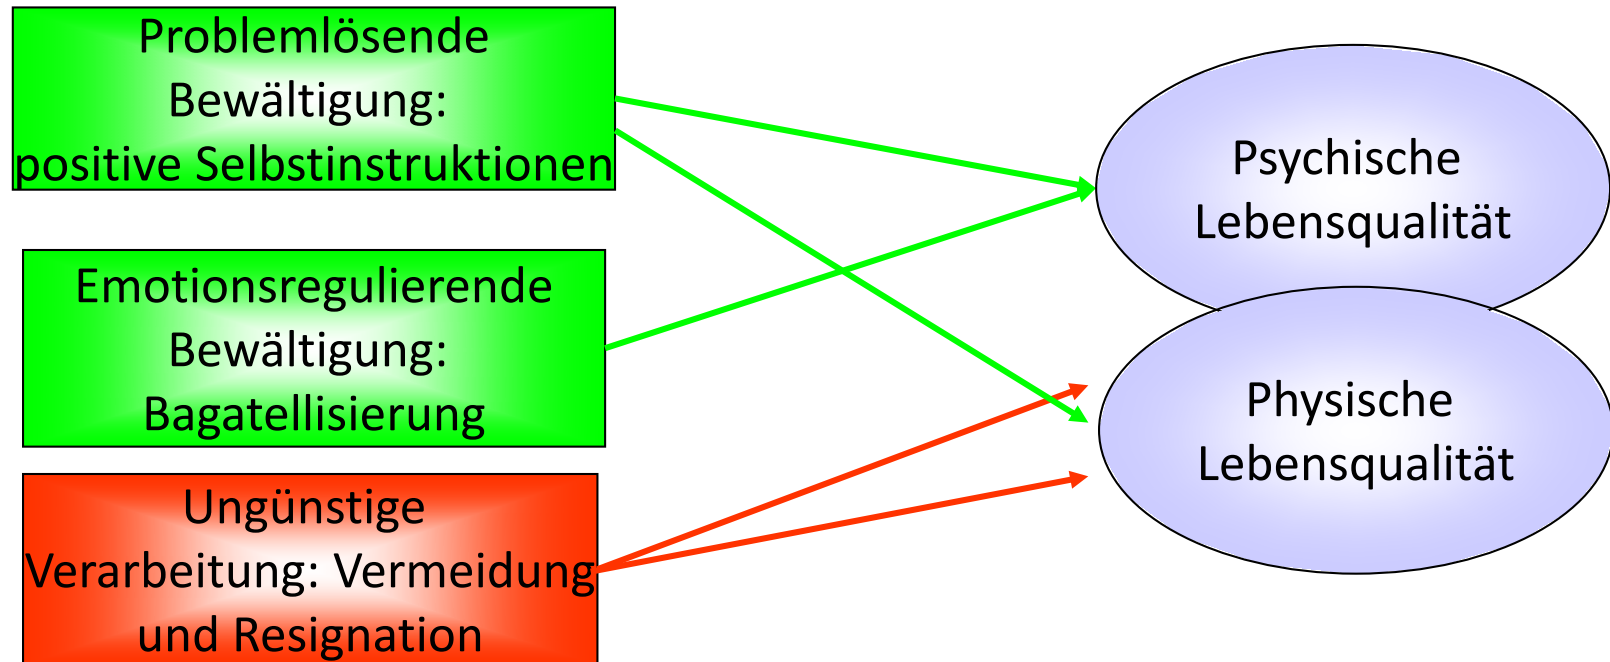 Problemlösende
Bewältigung:
positive Selbstinstruktionen
Psychische
Lebensqualität
Emotionsregulierende
Bewältigung:
Bagatellisierung
Physische
Lebensqualität
Ungünstige
Verarbeitung: Vermeidung
und Resignation